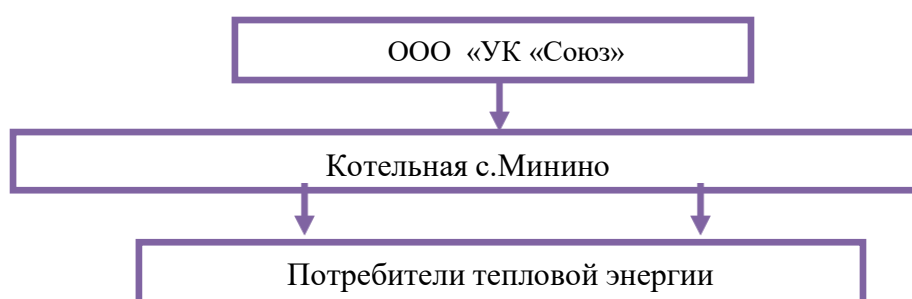 ООО «УК «Союз»
Котельная с.Минино
Потребители тепловой энергии